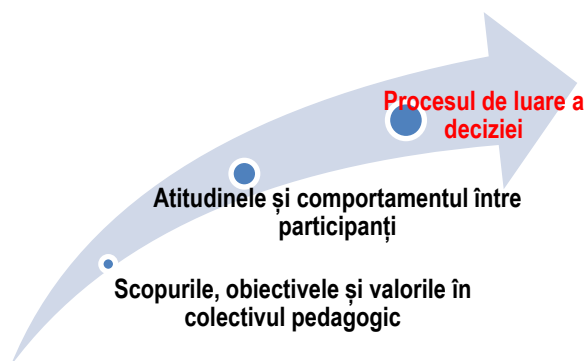 Procesul de luare a
deciziei
Atitudinele și comportamentul între
participanți
Scopurile, obiectivele și valorile în
colectivul pedagogic